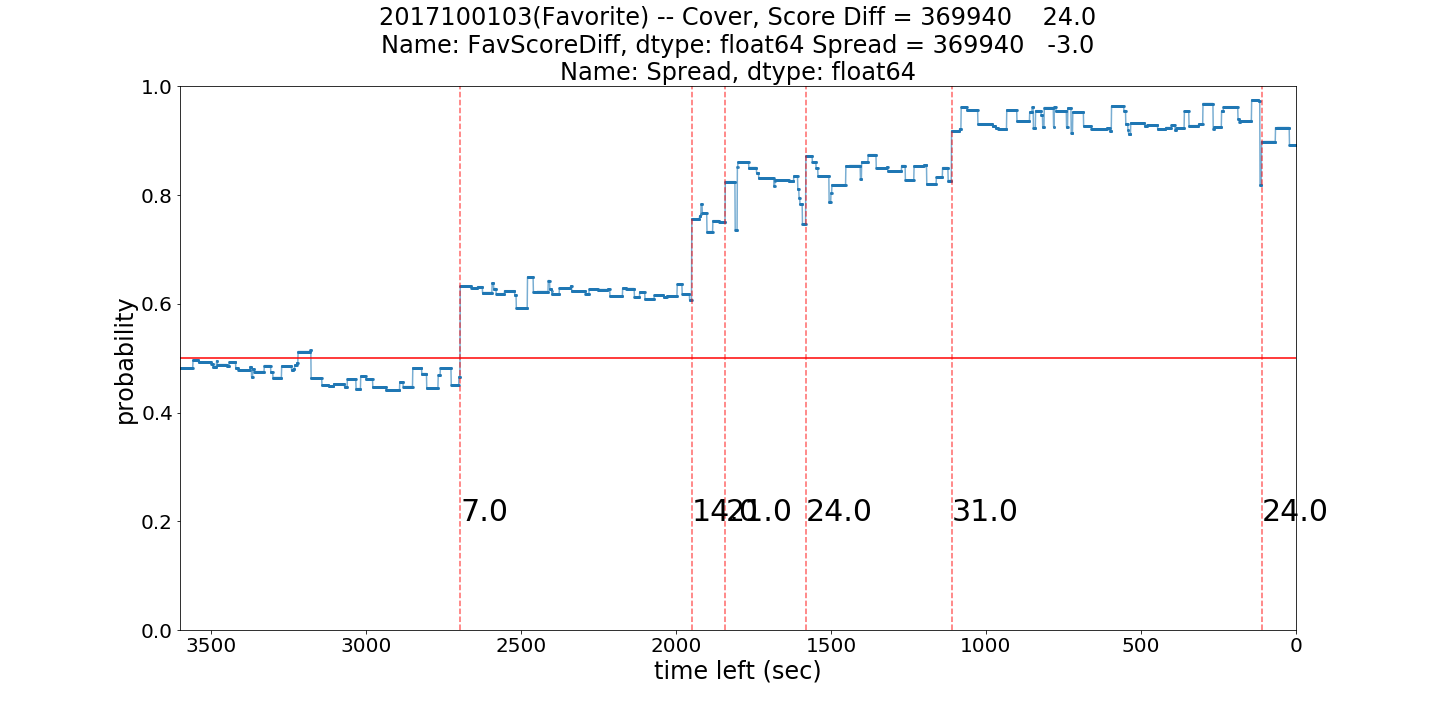 2017100103(Favorite) -- Cover, Score Diff = 369940    24.0
Name: FavScoreDiff, dtype: float64 Spread = 369940   -3.0
Name: Spread, dtype: float64
1.0
0.8
0.6
0.4
0.2
0.0
probability
7.0
14.0
21.0
24.0
31.0
24.0
3500 3000 2500 2000 1500 1000 500 0
time left (sec)